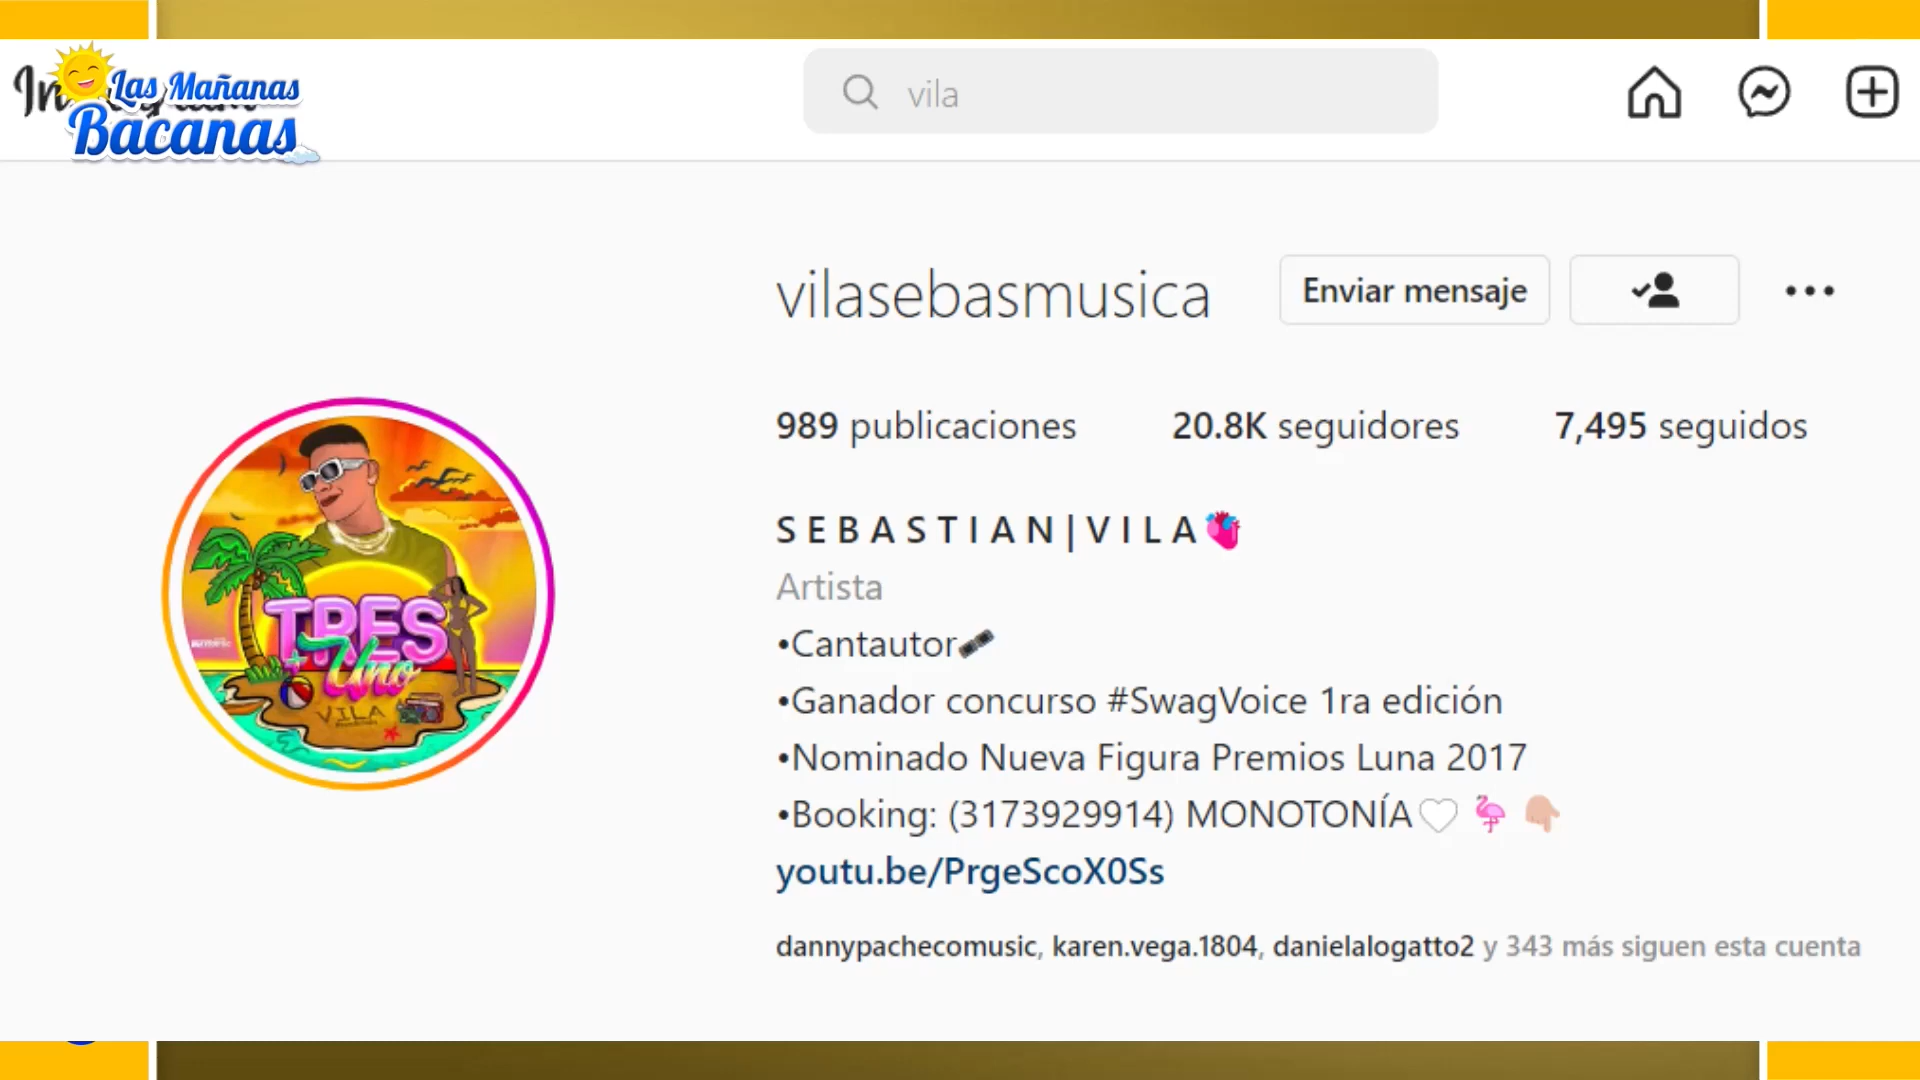 Las Mañanas
Bacanas
vila
vilasebasmusica
Enviar mensaje
989 publicaciones
20.8K seguidores
7,495 seguidos
SEBASTIAN|VILA🫀
Artista
•Cantautor
•Ganador concurso #SwagVoice 1ra edición
•Nominado Nueva Figura Premios Luna 2017
•Booking: (3173929914) MONOTONÍA🤍 🦩 👇🏼
youtu.be/PrgeScoX0Ss
dannypachecomusic, karen.vega.1804, danielalogatto2 y 343 más siguen esta cuenta
TRES
+ Uno
VILA